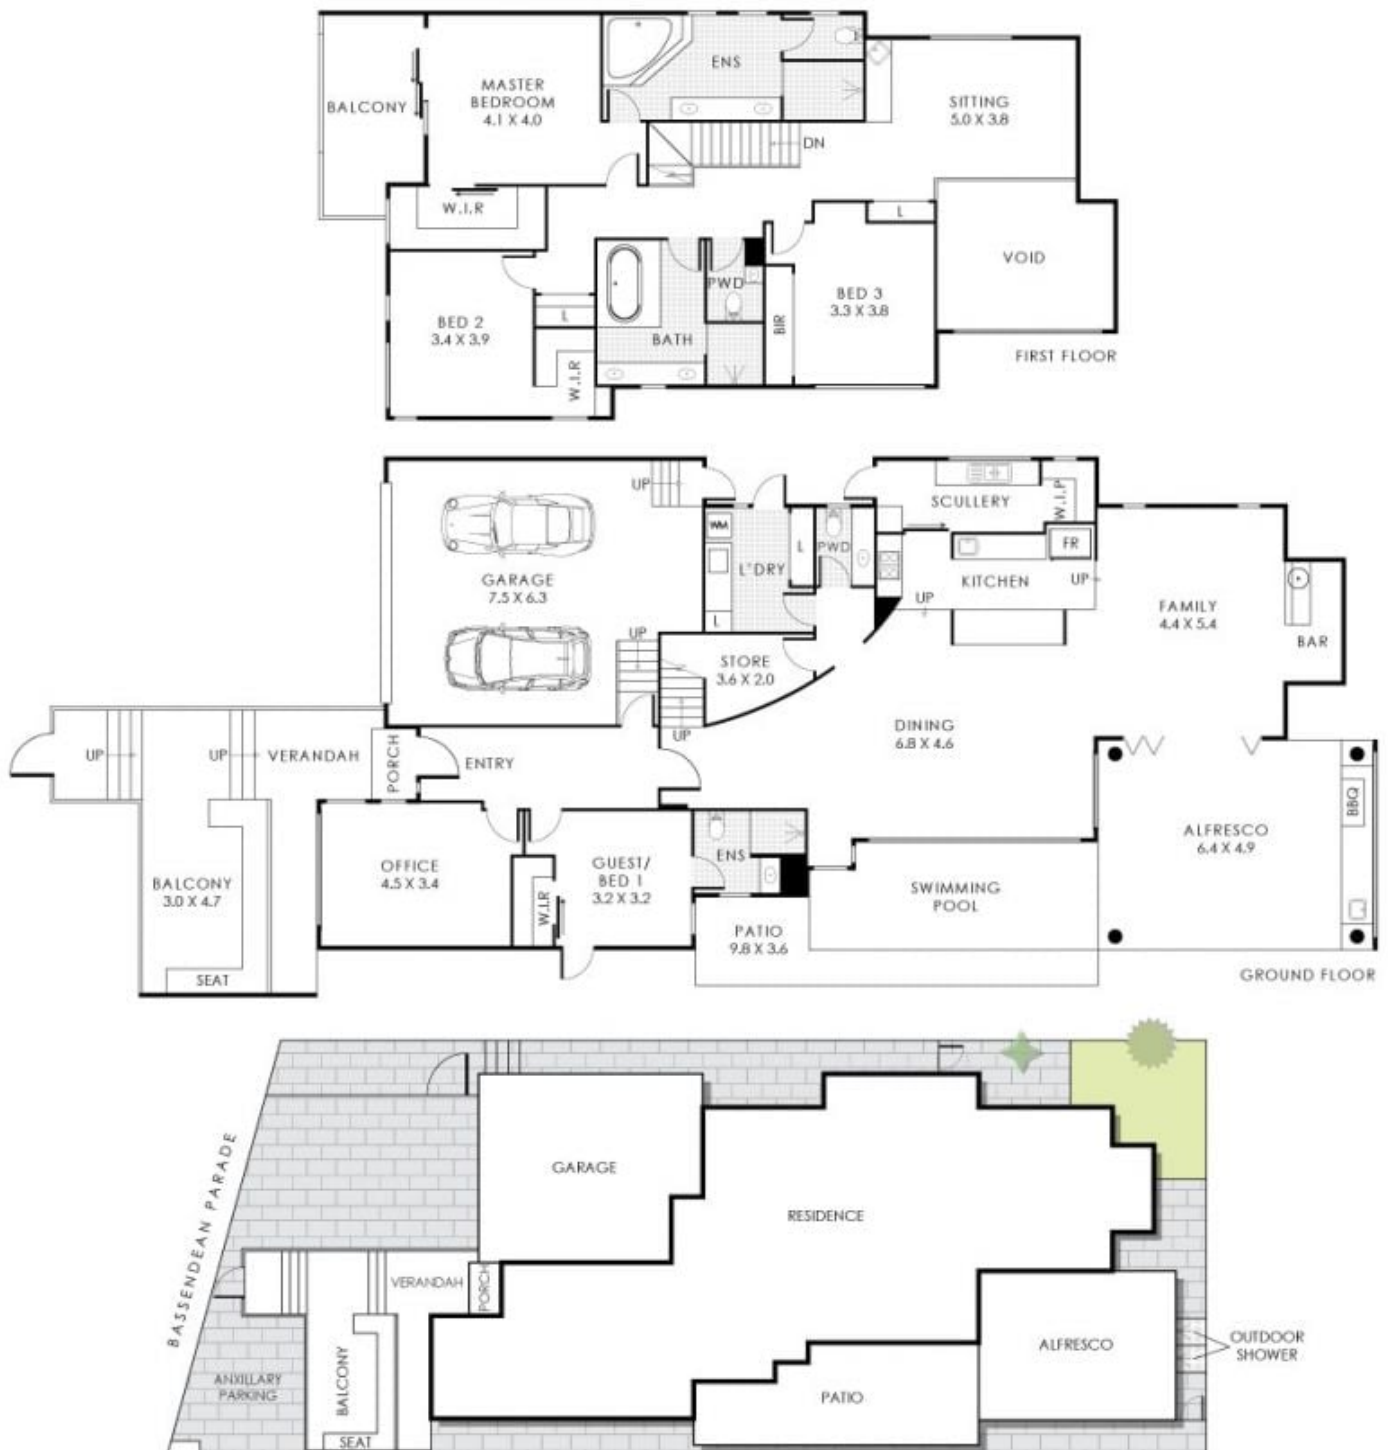 ENS
MASTER
BEDROOM
4.1 X 4.0
BALCONY
SITTING
5.0 X 3.8
DN
W.I.R
L
VOID
PWD
BED 3
3.3 X 3.8
BED 2
3.4 X 3.9
L
BATH
BIR
W.I.R
FIRST FLOOR
UP
SCULLERY
W.I.P
WM
L'DRY
L
PWD
FR
KITCHEN
UP
GARAGE
7.5 X 6.3
UP
FAMILY
4.4 X 5.4
L
UP
BAR
STORE
3.6 X 2.0
DINING
6.8 X 4.6
UP
UP
UP
VERANDAH
PORCH
ENTRY
BBQ
ALFRESCO
6.4 X 4.9
OFFICE
4.5 X 3.4
GUEST/
BED 1
3.2 X 3.2
ENS
BALCONY
3.0 X 4.7
W.I.R
SWIMMING
POOL
PATIO
9.8 X 3.6
SEAT
GROUND FLOOR
GARAGE
RESIDENCE
BASSENDEAN PARADE
VERANDAH
PORCH
OUTDOOR
SHOWER
ALFRESCO
ANXILLARY
PARKING
BALCONY
PATIO
SEAT